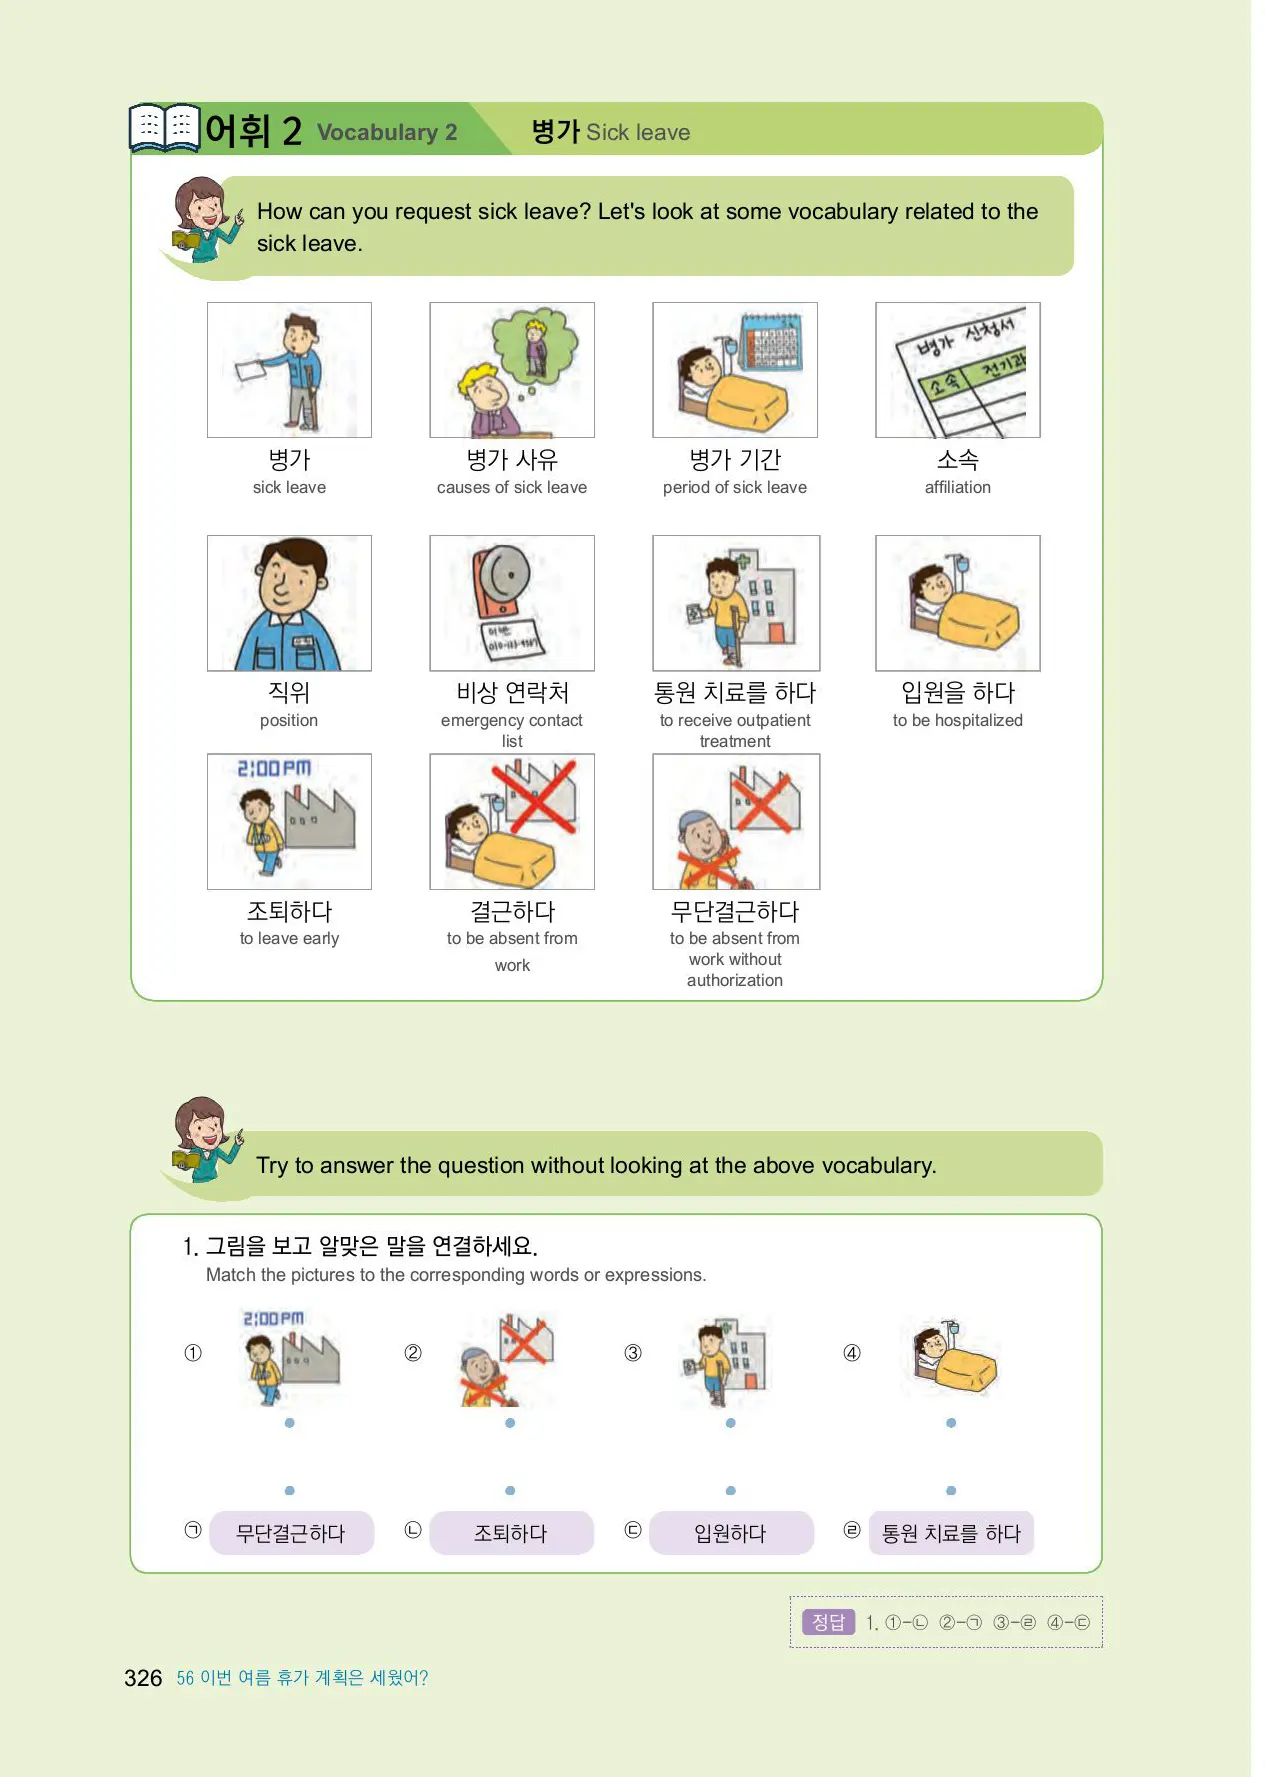 어휘 2 Vocabulary 2 병가 Sick leave
How can you request sick leave? Let's look at some vocabulary related to the
sick leave.
병가 신청서
소속 전기과
병가 병가 사유 병가 기간 소속
sick leave causes of sick leave period of sick leave affiliation
직위 비상 연락처 통원 치료를 하다 입원을 하다
position emergency contact to receive outpatient to be hospitalized
list treatment
2:00 PM
조퇴하다 결근하다 무단결근하다
to leave early to be absent from to be absent from
work work without
authorization
Try to answer the question without looking at the above vocabulary.
1. 그림을 보고 알맞은 말을 연결하세요.
Match the pictures to the corresponding words or expressions.
2:00 PM
① ② ③ ④
㉠ 무단결근하다 ㉡ 조퇴하다 ㉢ 입원하다 ㉣ 통원 치료를 하다
정답 1. ①-㉡ ②-㉠ ③-㉣ ④-㉢
326 56 이번 여름 휴가 계획은 세웠어?